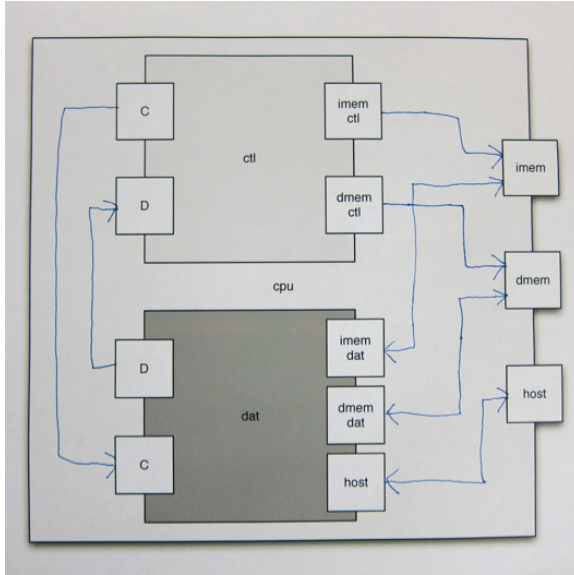 C
imem
ctl
ctl
imem
D
dmem
ctl
dmem
cpu
D
imem
dat
host
dat
dmem
dat
C
host